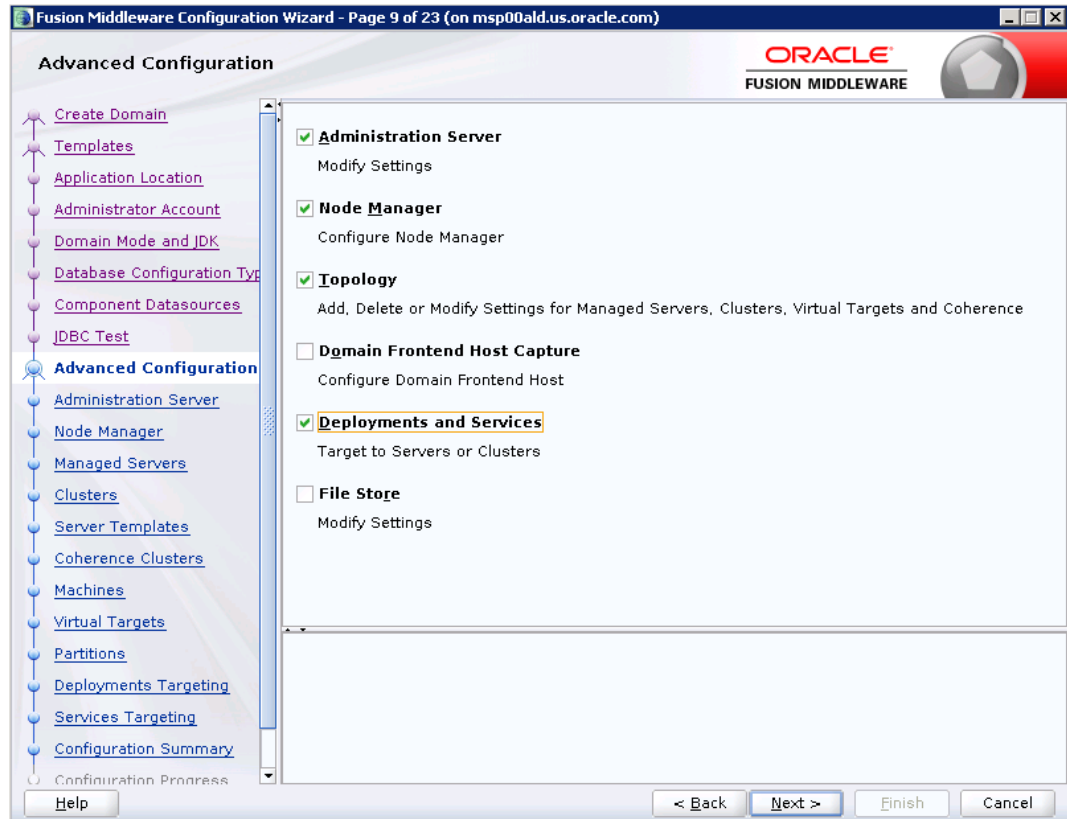 Fusion Middleware Configuration Wizard - Page 9 of 23 (on msp00ald.us.oracle.com)
Advanced Configuration
ORACLE
FUSION MIDDLEWARE
Create Domain
Templates
Application Location
Administrator Account
Domain Mode and JDK
Database Configuration Typ
Component Datasources
JDBC Test
Advanced Configuration
Administration Server
Node Manager
Managed Servers
Clusters
Server Templates
Coherence Clusters
Machines
Virtual Targets
Partitions
Deployments Targeting
Services Targeting
Configuration Summary
Configuration Progress
Administration Server
Modify Settings
Node Manager
Configure Node Manager
Topology
Add, Delete or Modify Settings for Managed Servers, Clusters, Virtual Targets and Coherence
Domain Frontend Host Capture
Configure Domain Frontend Host
Deployments and Services
Target to Servers or Clusters
File Store
Modify Settings
Help
< Back
Next >
Finish
Cancel